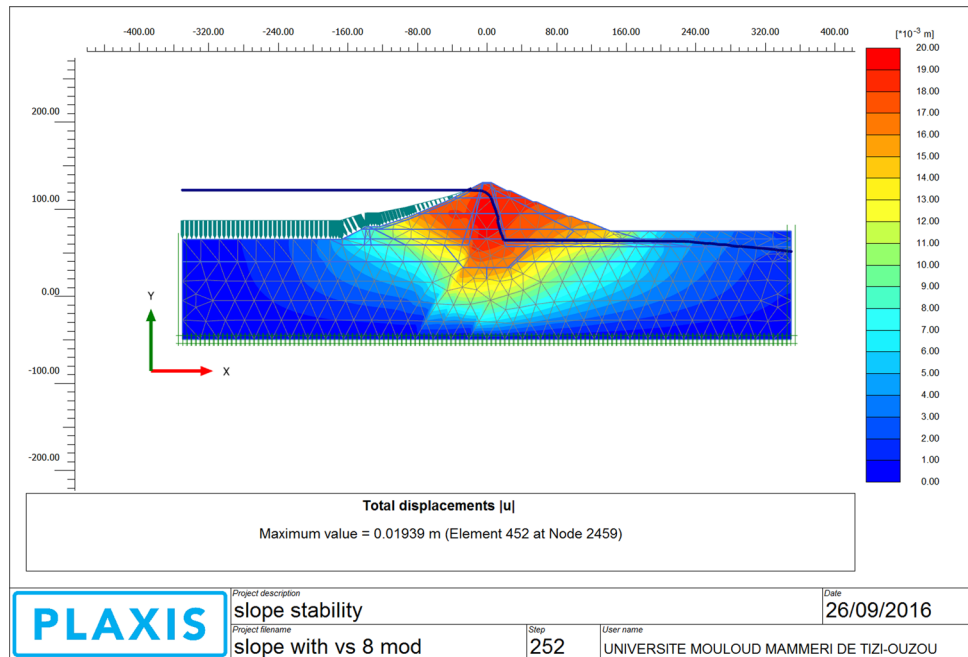 -400.00 -320.00 -240.00 -160.00 -80.00 0.00 80.00 160.00 240.00 320.00 400.00
[*10⁻³ m]
20.00
19.00
18.00
17.00
16.00
15.00
14.00
13.00
12.00
11.00
10.00
9.00
8.00
7.00
6.00
5.00
4.00
3.00
2.00
1.00
0.00
200.00
100.00
0.00
-100.00
-200.00
Y
X
Total displacements |u|
Maximum value = 0.01939 m (Element 452 at Node 2459)
PLAXIS
Project description
slope stability
Date
26/09/2016
Project filename
slope with vs 8 mod
Step
252
User name
UNIVERSITE MOULOUD MAMMERI DE TIZI-OUZOU